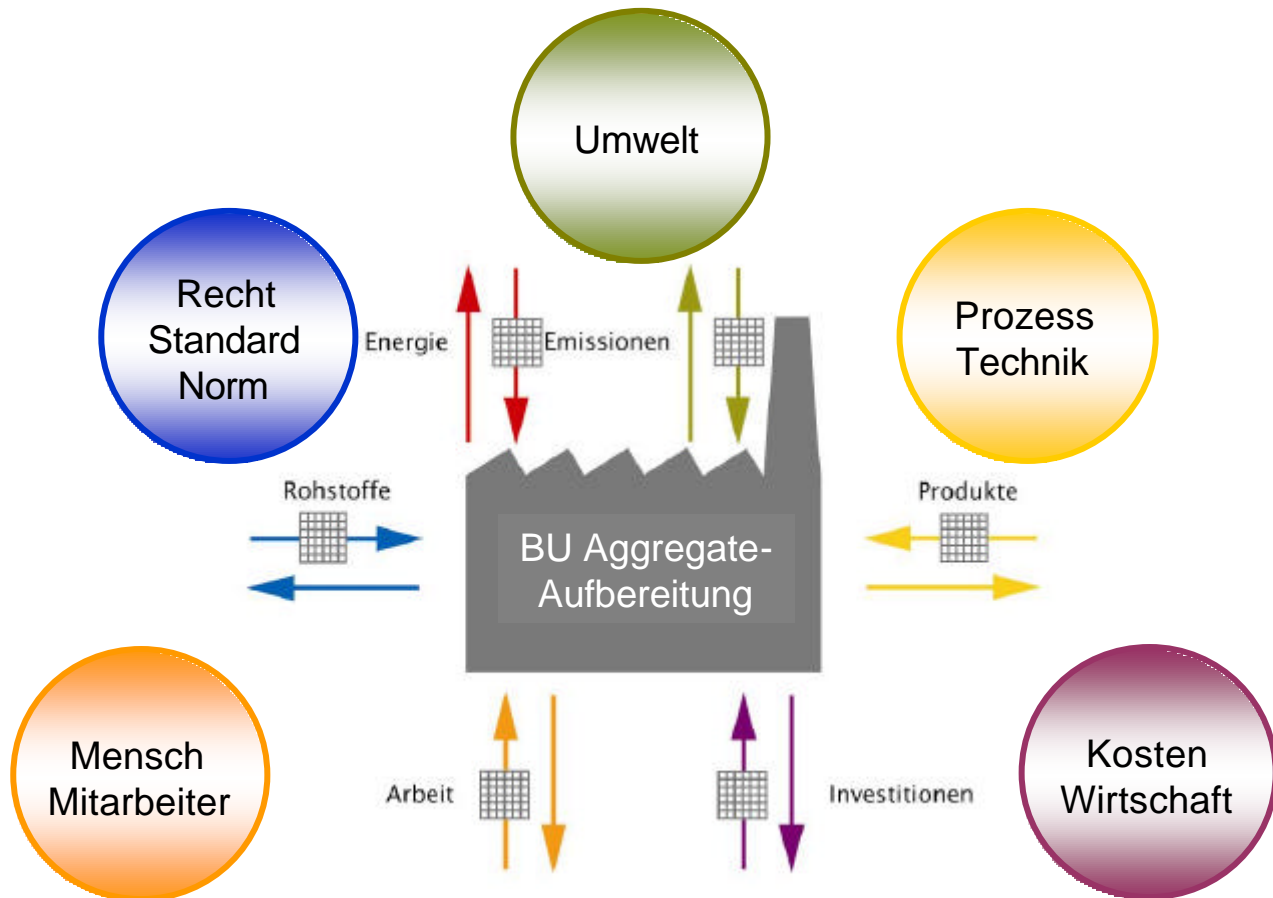 Umwelt
Recht
Standard
Norm
Prozess
Technik
Energie
Emissionen
Rohstoffe
Produkte
BU Aggregate-
Aufbereitung
Mensch
Mitarbeiter
Arbeit
Investitionen
Kosten
Wirtschaft